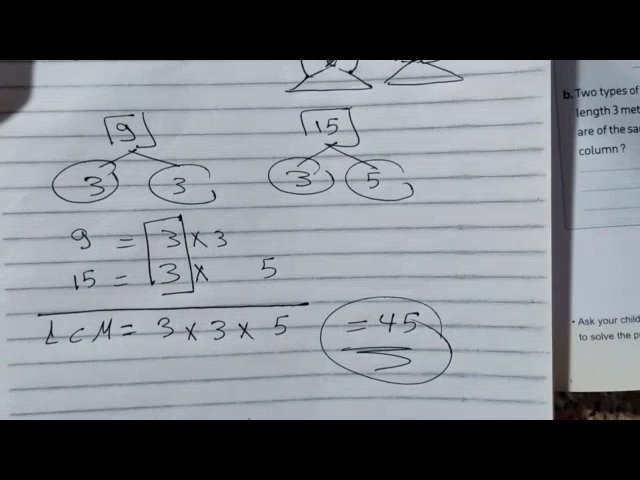 9 15
3 3 3 5
9 = 3 × 3
15 = 3 × 5
LCM = 3 × 3 × 5 = 45
b. Two types of
length 3 met
are of the sa
column ?
• Ask your child
to solve the p